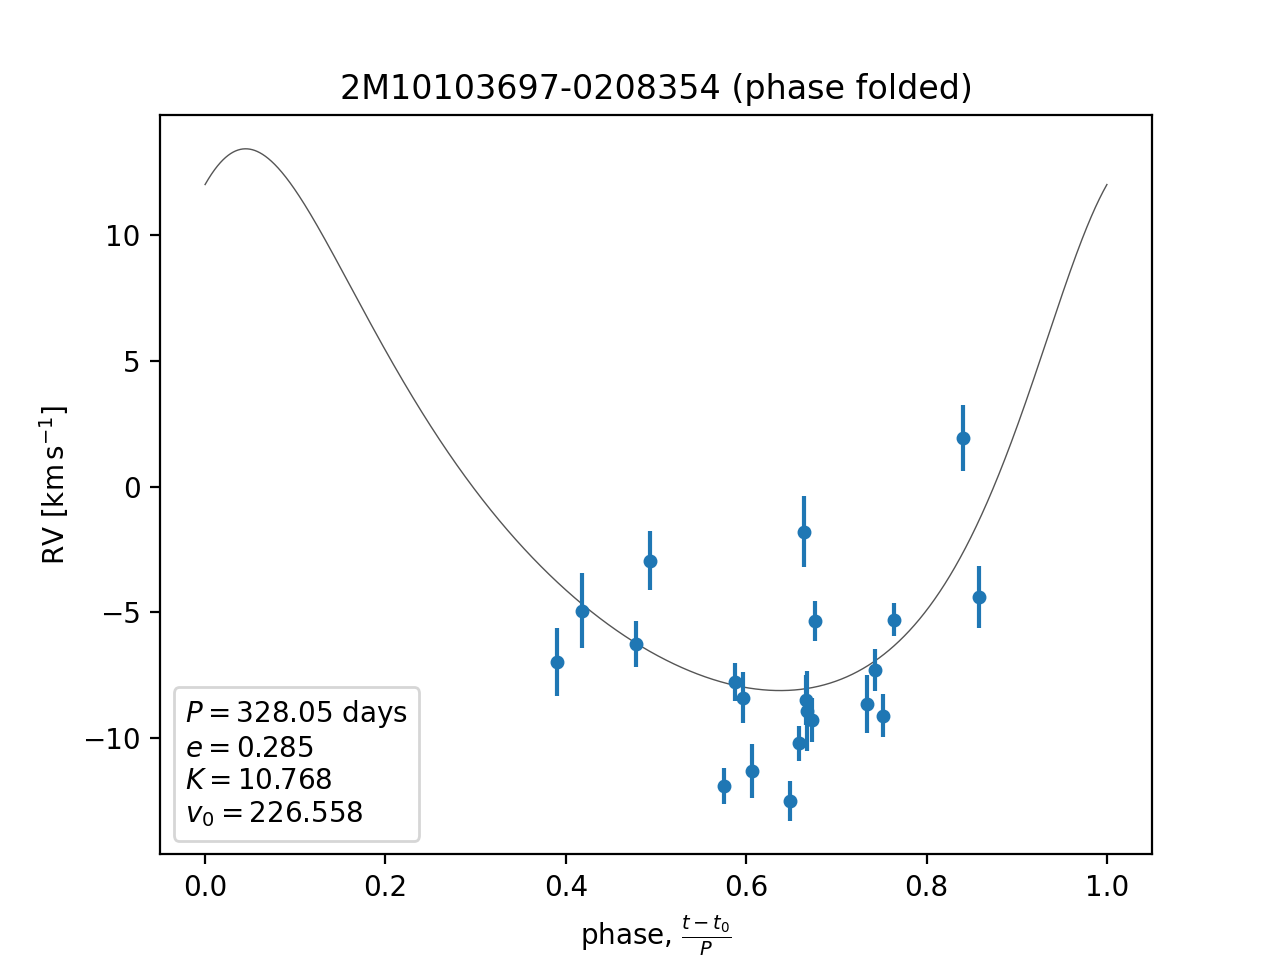 2M10103697-0208354 (phase folded)
RV [km s⁻¹]
10
5
0
−5
−10
P = 328.05 days
e = 0.285
K = 10.768
v₀ = 226.558
0.0 0.2 0.4 0.6 0.8 1.0
phase, (t − t₀)/P